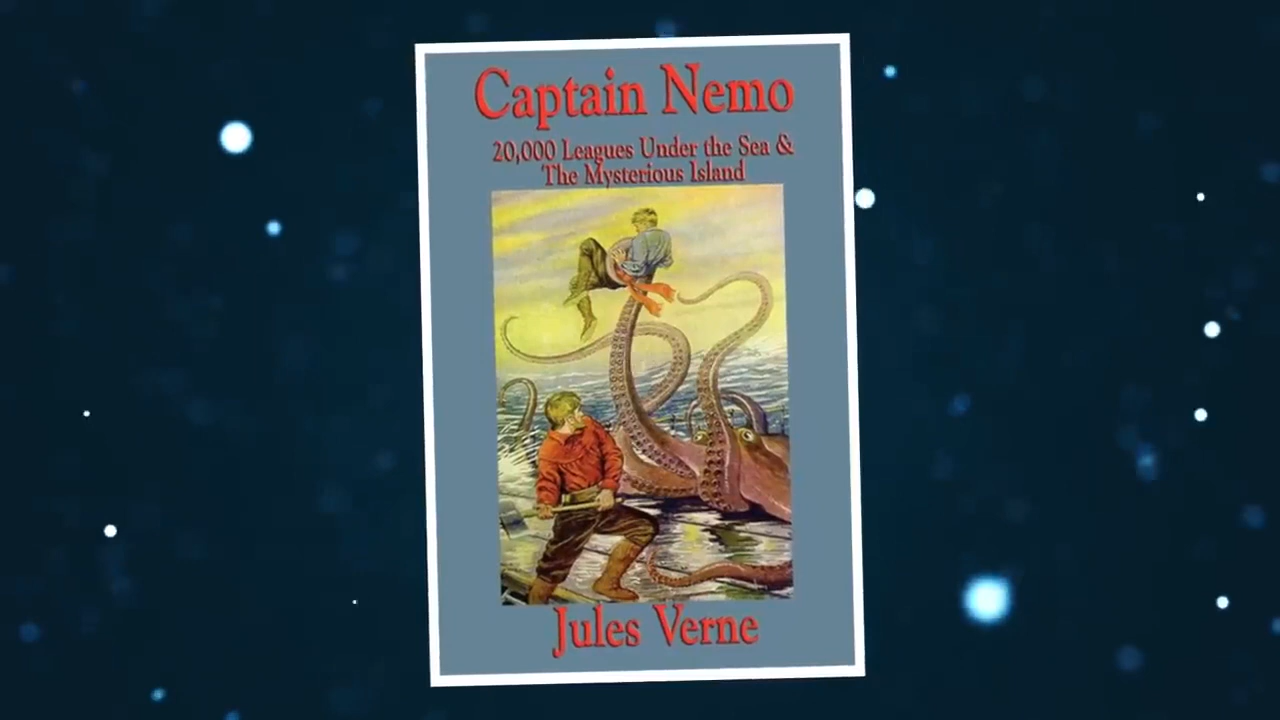 Captain Nemo
20,000 Leagues Under the Sea &
The Mysterious Island
Jules Verne